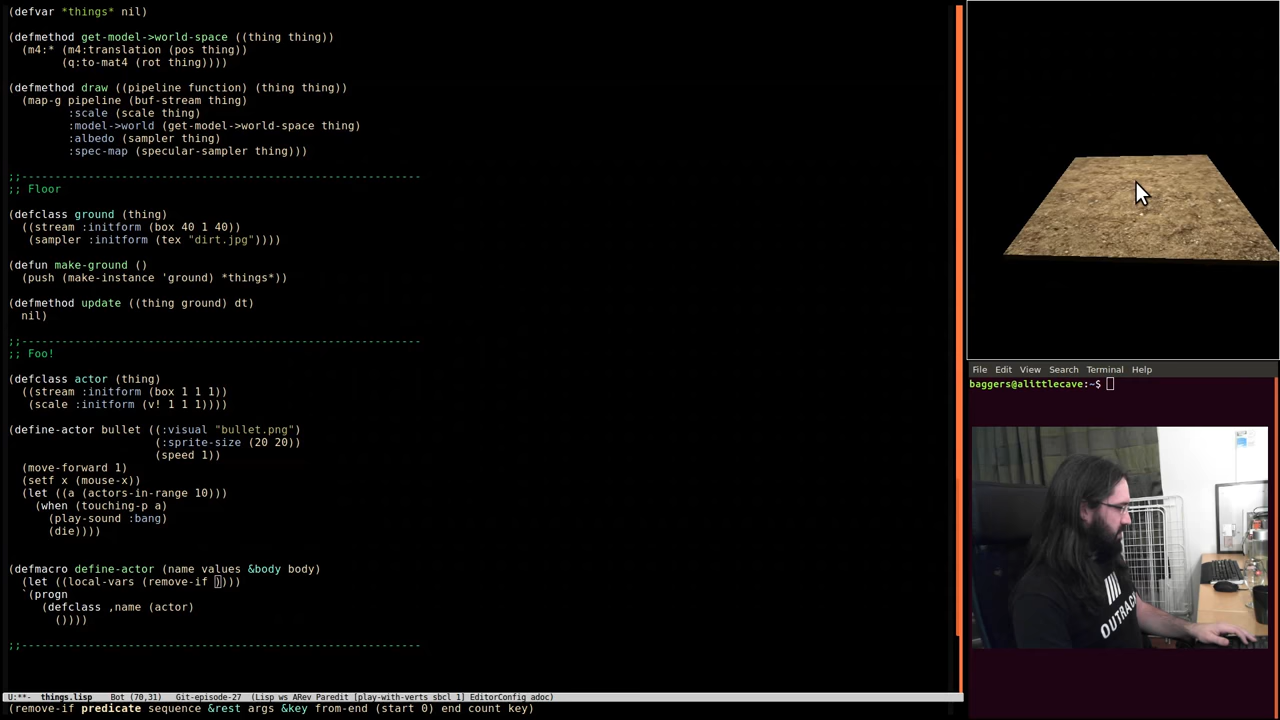 (defvar *things* nil)
(defmethod get-model->world-space ((thing thing))
  (m4:* (m4:translation (pos thing))
        (q:to-mat4 (rot thing))))
(defmethod draw ((pipeline function) (thing thing))
  (map-g pipeline (buf-stream thing)
         :scale (scale thing)
         :model->world (get-model->world-space thing)
         :albedo (sampler thing)
         :spec-map (specular-sampler thing)))
;;------------------------------------------------------------
;; Floor
(defclass ground (thing)
  ((stream :initform (box 40 1 40))
   (sampler :initform (tex "dirt.jpg"))))
(defun make-ground ()
  (push (make-instance 'ground) *things*))
(defmethod update ((thing ground) dt)
  nil)
;;------------------------------------------------------------
;; Foo!
(defclass actor (thing)
  ((stream :initform (box 1 1 1))
   (scale :initform (v! 1 1 1))))
(define-actor bullet ((:visual "bullet.png")
                      (:sprite-size (20 20))
                      (speed 1))
  (move-forward 1)
  (setf x (mouse-x))
  (let ((a (actors-in-range 10)))
    (when (touching-p a)
      (play-sound :bang)
      (die))))
(defmacro define-actor (name values &body body)
  (let ((local-vars (remove-if )))
  `(progn
     (defclass ,name (actor)
       ())))
;;------------------------------------------------------------
U:**-  things.lisp    Bot (70,31)   Git-episode-27  (Lisp ws ARev Paredit [play-with-verts sbcl 1] EditorConfig adoc)
(remove-if predicate sequence &rest args &key from-end (start 0) end count key)
File Edit View Search Terminal Help
baggers@alittlecave:~$
OUTRAC